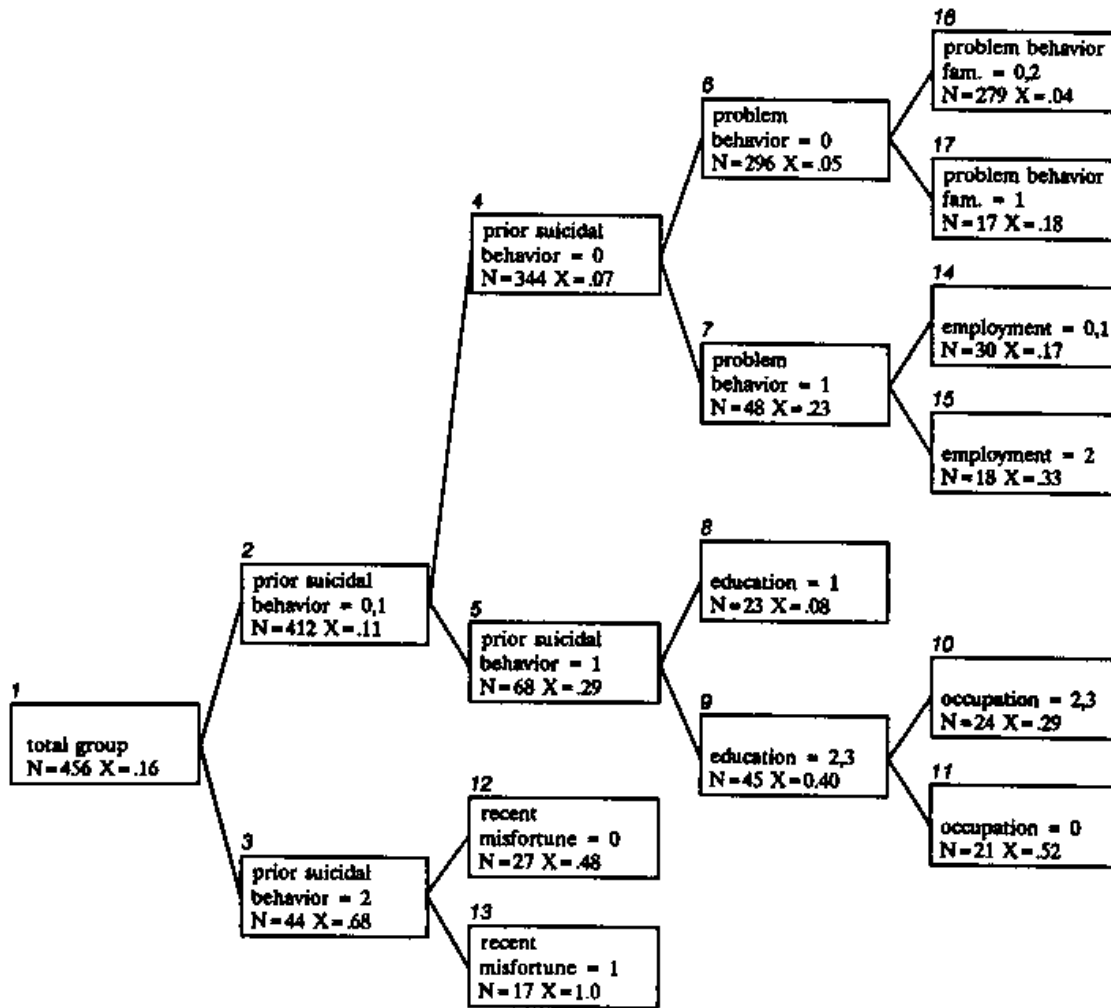 16
problem behavior
fam. = 0,2
N=279 X=.04
6
problem
behavior = 0
N=296 X=.05
17
problem behavior
fam. = 1
N=17 X=.18
4
prior suicidal
behavior = 0
N=344 X=.07
14
employment = 0,1
N=30 X=.17
7
problem
behavior = 1
N=48 X=.23
15
employment = 2
N=18 X=.33
2
prior suicidal
behavior = 0,1
N=412 X=.11
8
education = 1
N=23 X=.08
5
prior suicidal
behavior = 1
N=68 X=.29
10
occupation = 2,3
N=24 X=.29
9
education = 2,3
N=45 X=0.40
11
occupation = 0
N=21 X=.52
1
total group
N=456 X=.16
12
recent
misfortune = 0
N=27 X=.48
3
prior suicidal
behavior = 2
N=44 X=.68
13
recent
misfortune = 1
N=17 X=1.0